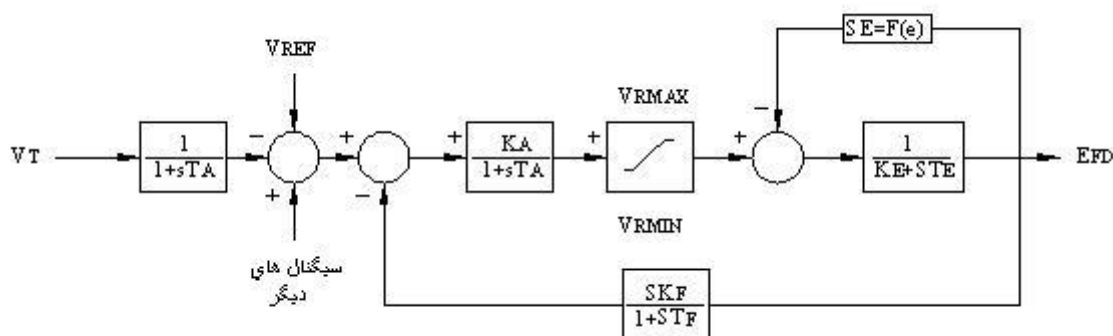 SE=F(e)
VREF
VRMAX
VT
1
1+sTA
KA
1+sTA
1
KE+STE
EFD
VRMIN
سیگنال هاي
دیگر
SKF
1+STF